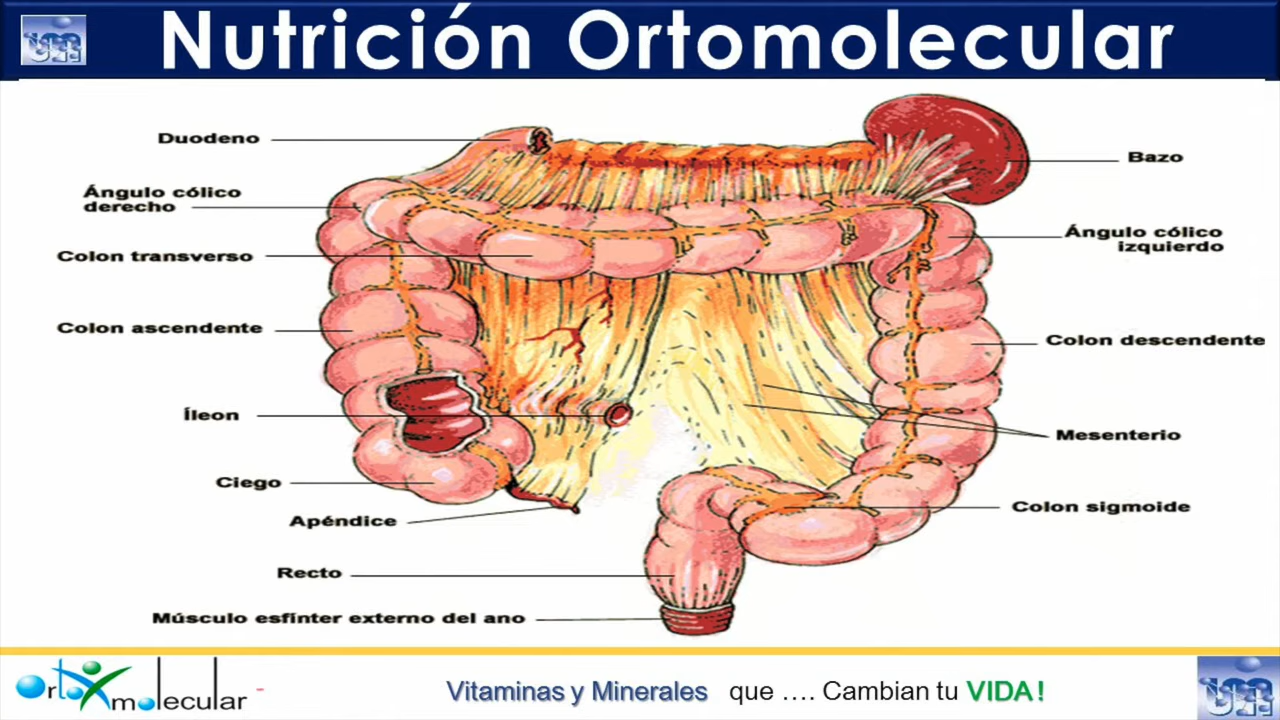 Nutrición Ortomolecular
Duodeno
Bazo
Ángulo cólico
derecho
Ángulo cólico
izquierdo
Colon transverso
Colon ascendente
Colon descendente
Íleon
Mesenterio
Ciego
Colon sigmoide
Apéndice
Recto
Músculo esfínter externo del ano
Ortomolecular
Vitaminas y Minerales que .... Cambian tu VIDA!